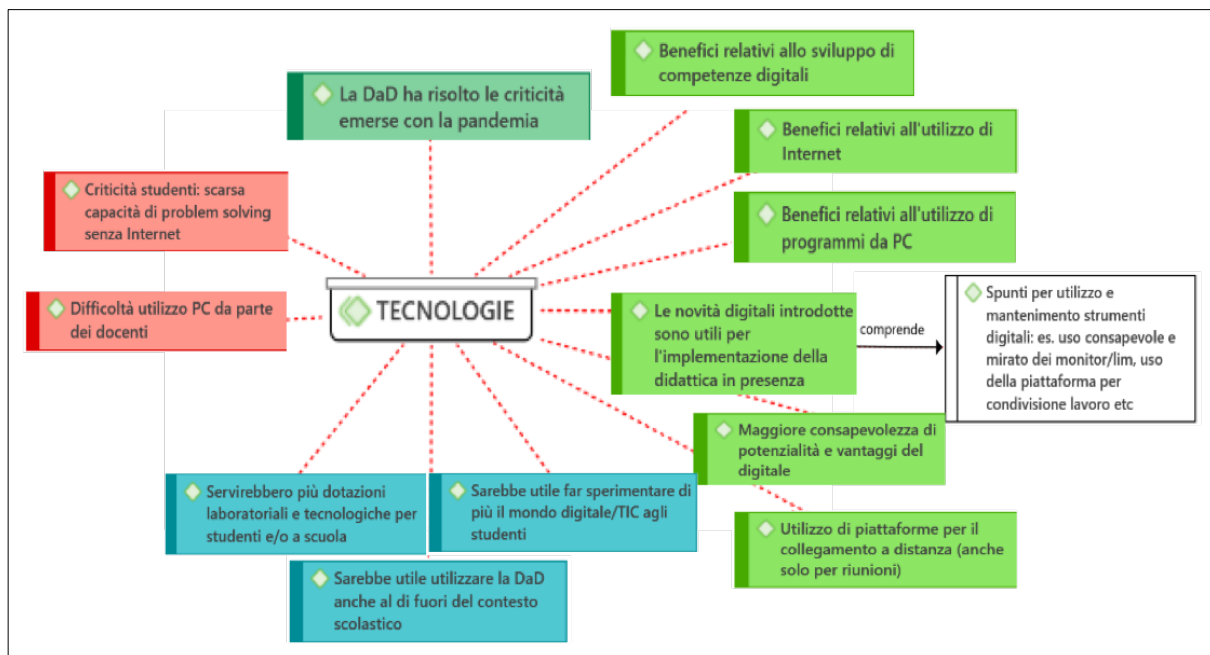 Benefici relativi allo sviluppo di
competenze digitali
La DaD ha risolto le criticità
emerse con la pandemia
Benefici relativi all'utilizzo di
Internet
Criticità studenti: scarsa
capacità di problem solving
senza Internet
Benefici relativi all'utilizzo di
programmi da PC
Difficoltà utilizzo PC da parte
dei docenti
TECNOLOGIE
Le novità digitali introdotte
sono utili per
l'implementazione della
didattica in presenza
comprende
Spunti per utilizzo e
mantenimento strumenti
digitali: es. uso consapevole e
mirato dei monitor/lim, uso
della piattaforma per
condivisione lavoro etc
Maggiore consapevolezza di
potenzialità e vantaggi del
digitale
Servirebbero più dotazioni
laboratoriali e tecnologiche per
studenti e/o a scuola
Sarebbe utile far sperimentare di
più il mondo digitale/TIC agli
studenti
Utilizzo di piattaforme per il
collegamento a distanza (anche
solo per riunioni)
Sarebbe utile utilizzare la DaD
anche al di fuori del contesto
scolastico